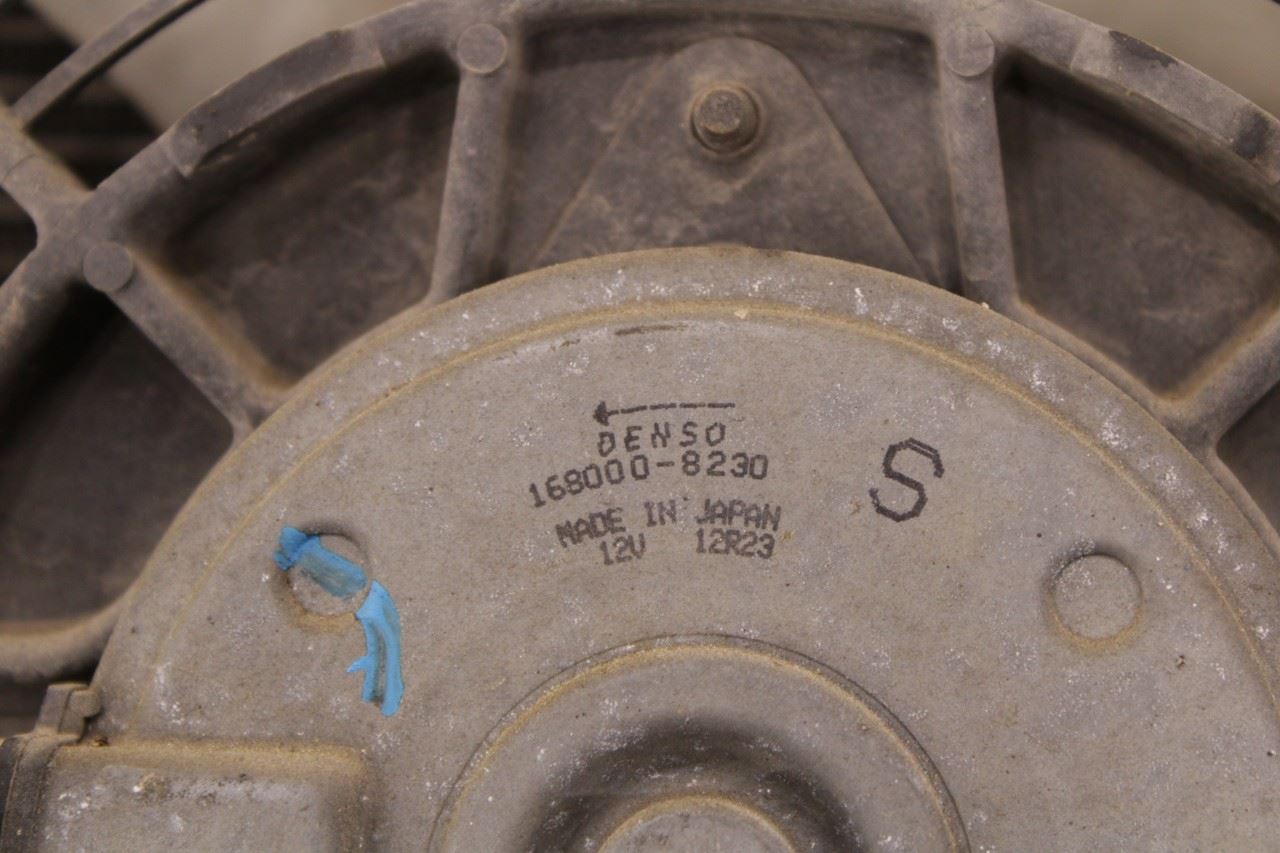 DENSO
168000-8230
S
MADE IN JAPAN
12V 12R23